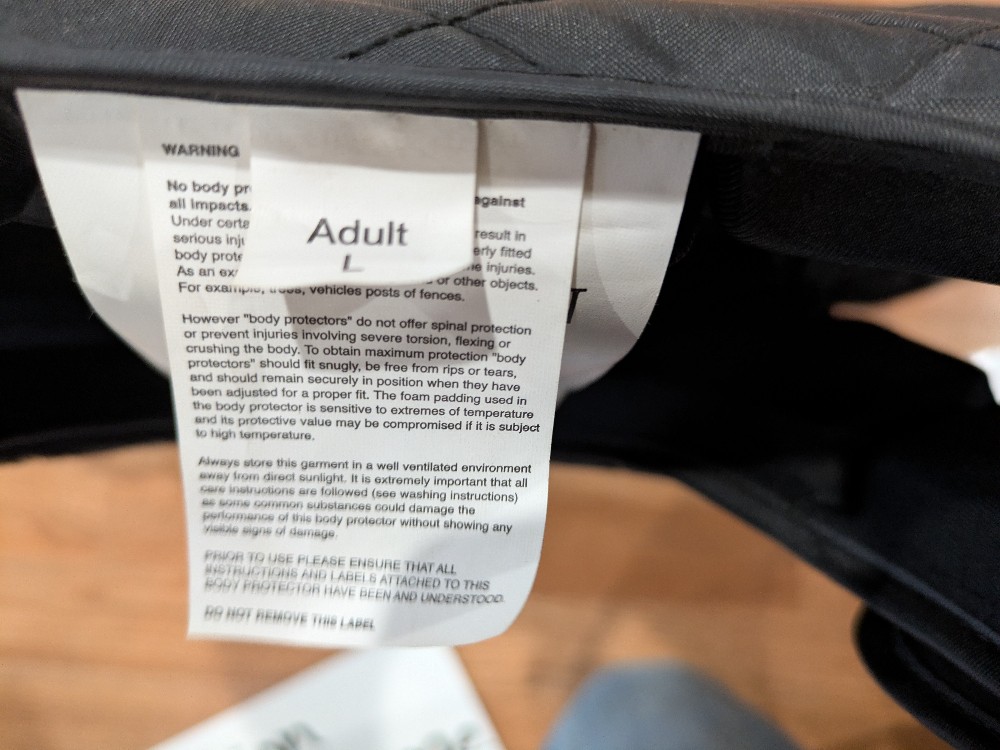 WARNING
No body pr
all impacts.
against
Under certa
result in
serious inju
erly fitted
body prote
e injuries.
As an ex
or other objects.
For example, trees, vehicles posts of fences.
Adult
L
However "body protectors" do not offer spinal protection
or prevent injuries involving severe torsion, flexing or
crushing the body. To obtain maximum protection "body
protectors" should fit snugly, be free from rips or tears,
and should remain securely in position when they have
been adjusted for a proper fit. The foam padding used in
the body protector is sensitive to extremes of temperature
and its protective value may be compromised if it is subject
to high temperature.
Always store this garment in a well ventilated environment
away from direct sunlight. It is extremely important that all
care instructions are followed (see washing instructions)
as some common substances could damage the
performance of this body protector without showing any
visible signs of damage.
PRIOR TO USE PLEASE ENSURE THAT ALL
INSTRUCTIONS AND LABELS ATTACHED TO THIS
BODY PROTECTOR HAVE BEEN AND UNDERSTOOD.
DO NOT REMOVE THIS LABEL